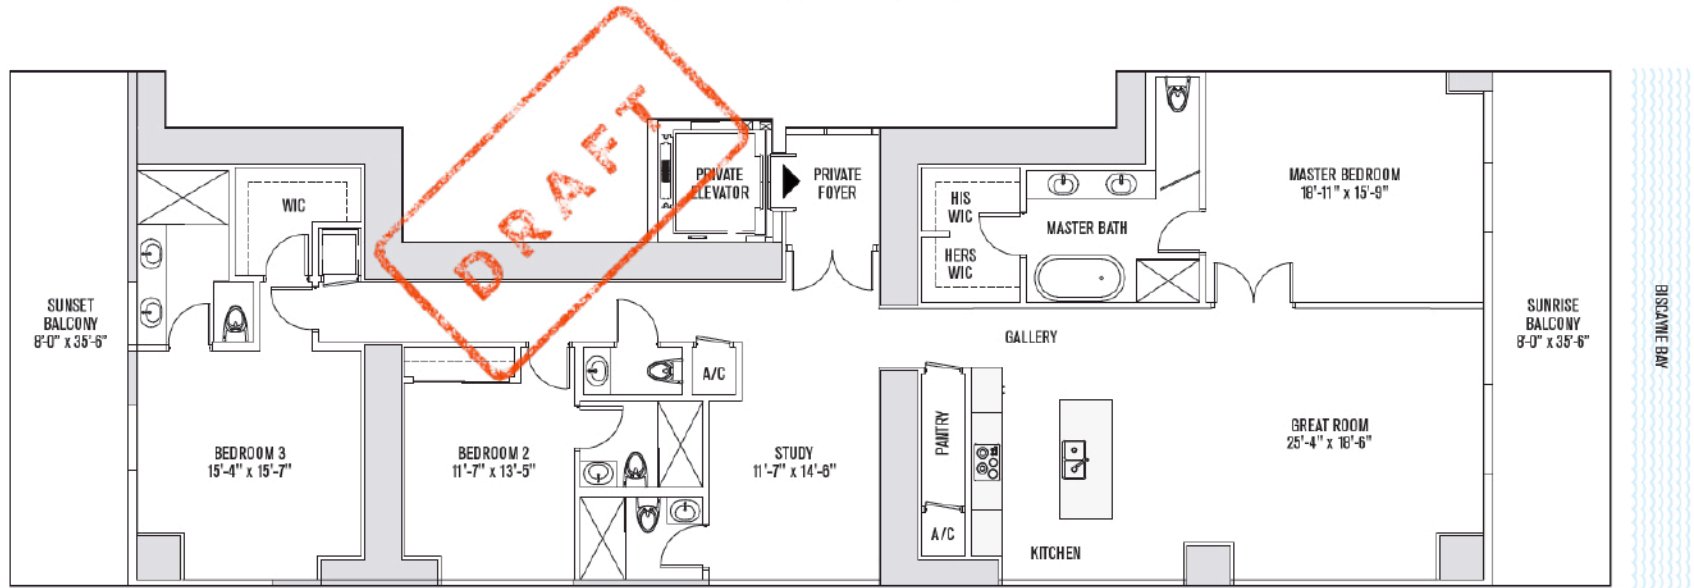 DRAFT
PRIVATE
ELEVATOR
PRIVATE
FOYER
WIC
HIS
WIC
HERS
WIC
MASTER BATH
MASTER BEDROOM
18'-11" x 15'-9"
SUNSET
BALCONY
8'-0" x 35'-6"
GALLERY
SUNRISE
BALCONY
8'-0" x 35'-6"
BISCAYNE BAY
A/C
BEDROOM 3
15'-4" x 15'-7"
BEDROOM 2
11'-7" x 13'-5"
STUDY
11'-7" x 14'-6"
PANTRY
GREAT ROOM
25'-4" x 18'-6"
A/C
KITCHEN